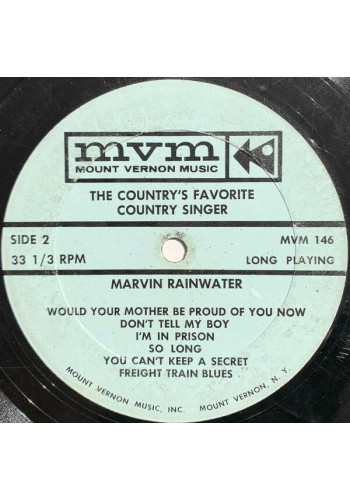 mvm
MOUNT VERNON MUSIC
THE COUNTRY'S FAVORITE
COUNTRY SINGER
SIDE 2
MVM 146
33 1/3 RPM
LONG PLAYING
MARVIN RAINWATER
WOULD YOUR MOTHER BE PROUD OF YOU NOW
DON'T TELL MY BOY
I'M IN PRISON
SO LONG
YOU CAN'T KEEP A SECRET
FREIGHT TRAIN BLUES
MOUNT VERNON MUSIC, INC. MOUNT VERNON, N. Y.